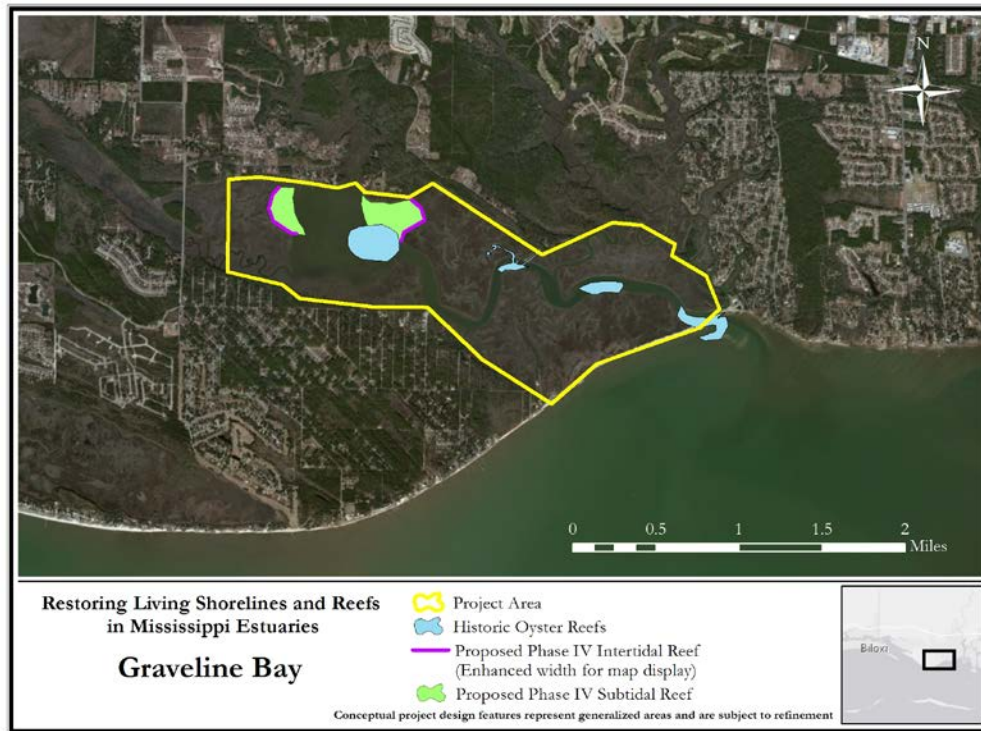 N
0 0.5 1 1.5 2
Miles
Restoring Living Shorelines and Reefs
in Mississippi Estuaries
Graveline Bay
Project Area
Historic Oyster Reefs
Proposed Phase IV Intertidal Reef
(Enhanced width for map display)
Proposed Phase IV Subtidal Reef
Conceptual project design features represent generalized areas and are subject to refinement
Biloxi